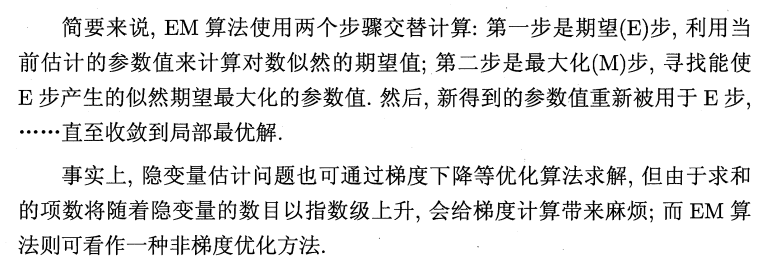 简要来说, EM 算法使用两个步骤交替计算: 第一步是期望(E)步, 利用当
前估计的参数值来计算对数似然的期望值; 第二步是最大化(M)步, 寻找能使
E 步产生的似然期望最大化的参数值. 然后, 新得到的参数值重新被用于 E 步,
……直至收敛到局部最优解.
事实上, 隐变量估计问题也可通过梯度下降等优化算法求解, 但由于求和
的项数将随着隐变量的数目以指数级上升, 会给梯度计算带来麻烦; 而 EM 算
法则可看作一种非梯度优化方法.